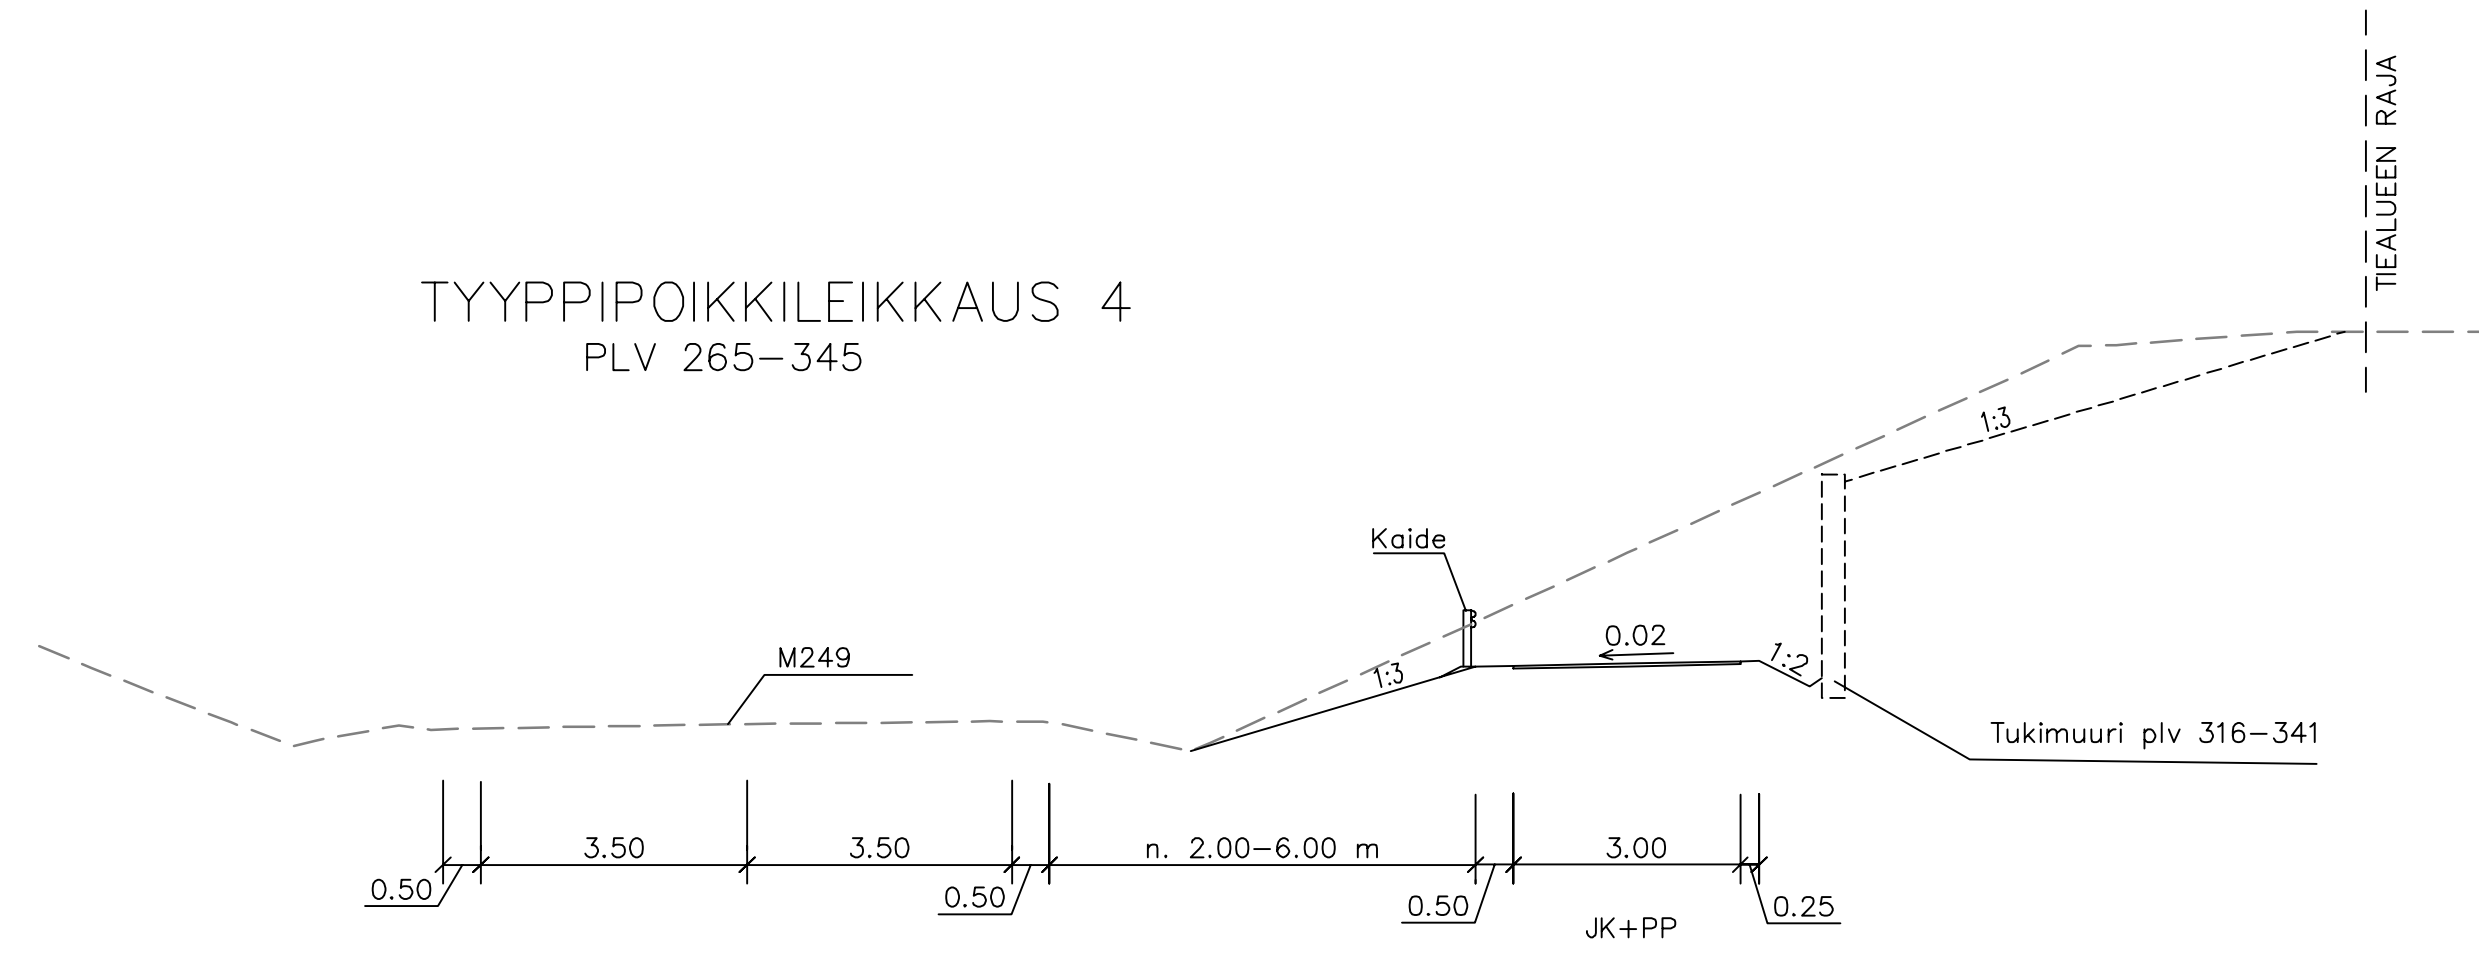 TIEALUEEN RAJA
TYYPPIPOIKKILEIKKAUS 4
PLV 265-345
1:3
Kaide
0.02
M249
1:3
1:2
Tukimuuri plv 316-341
3.50
3.50
n. 2.00-6.00 m
3.00
0.50
0.50
0.50
0.25
JK+PP